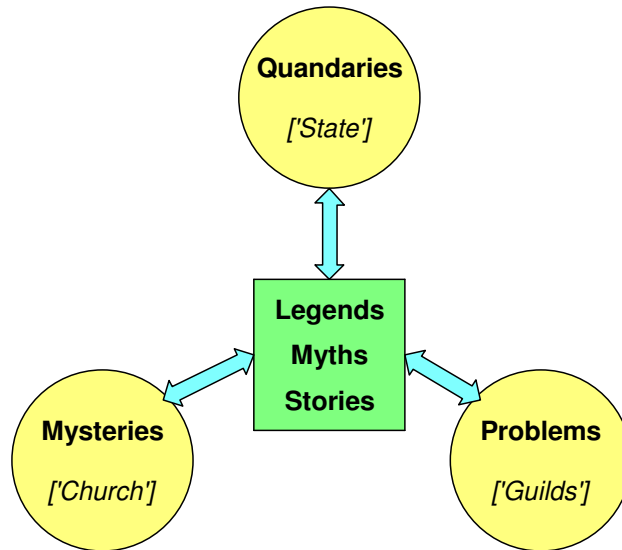 Quandaries
['State']
Legends
Myths
Stories
Mysteries
['Church']
Problems
['Guilds']